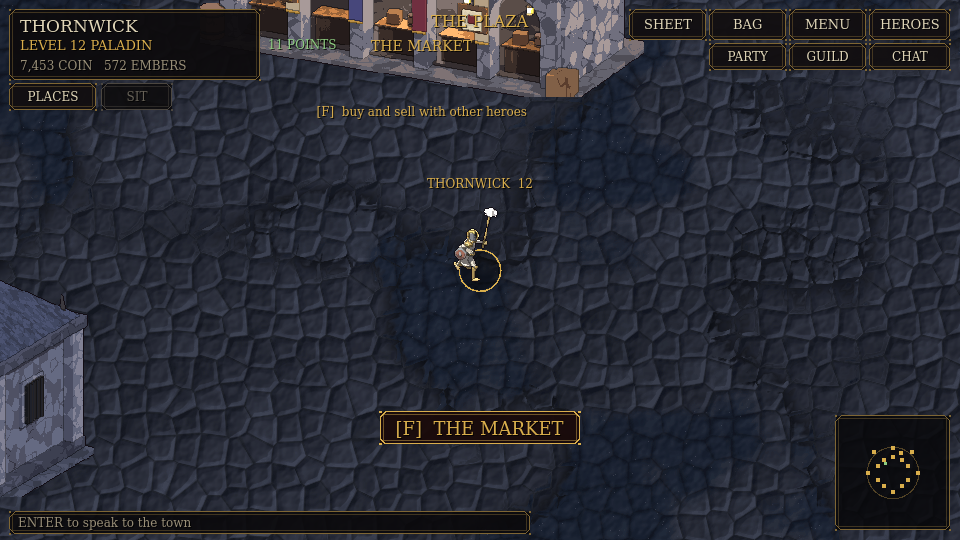 THORNWICK
LEVEL 12 PALADIN
7,453 COIN 572 EMBERS
PLACES
SIT
11 POINTS
THE PLAZA
THE MARKET
[F] buy and sell with other heroes
SHEET
BAG
MENU
HEROES
PARTY
GUILD
CHAT
THORNWICK 12
[F] THE MARKET
ENTER to speak to the town